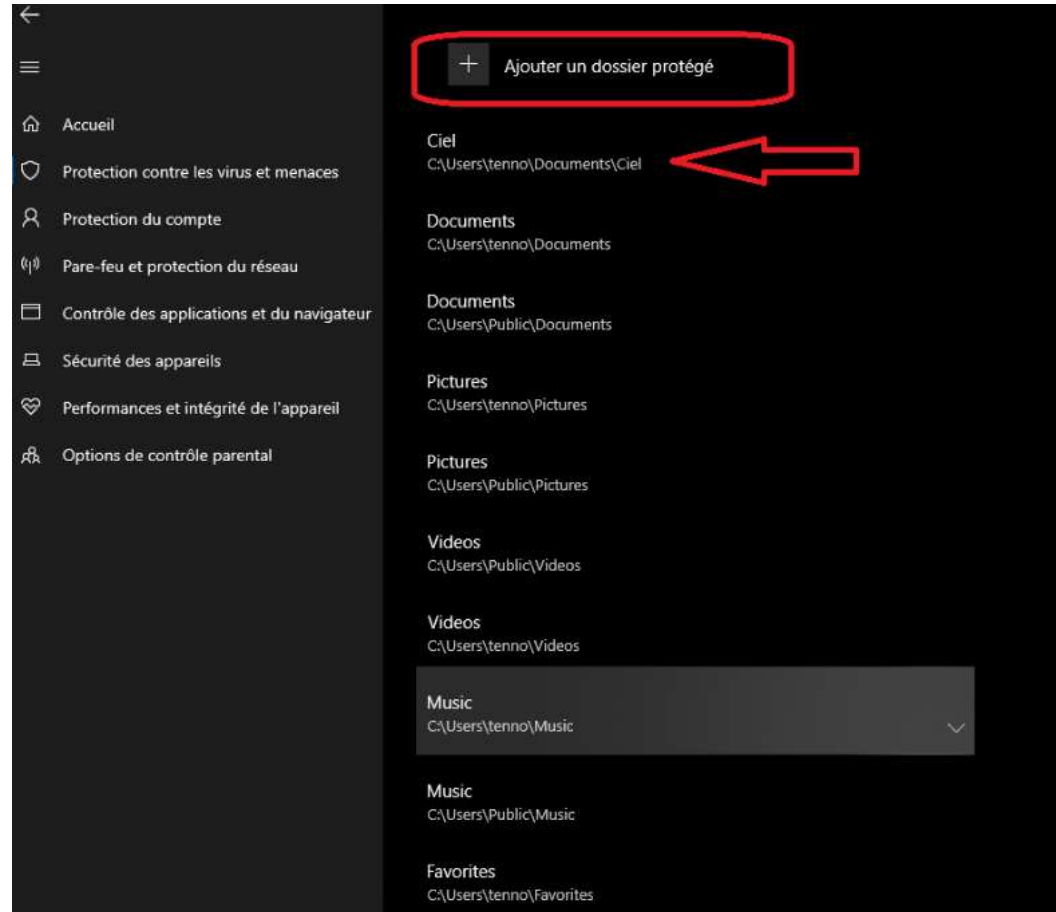 Accueil
Protection contre les virus et menaces
Protection du compte
Pare-feu et protection du réseau
Contrôle des applications et du navigateur
Sécurité des appareils
Performances et intégrité de l'appareil
Options de contrôle parental
Ajouter un dossier protégé
Ciel
C:\Users\tenno\Documents\Ciel
Documents
C:\Users\tenno\Documents
Documents
C:\Users\Public\Documents
Pictures
C:\Users\tenno\Pictures
Pictures
C:\Users\Public\Pictures
Videos
C:\Users\Public\Videos
Videos
C:\Users\tenno\Videos
Music
C:\Users\tenno\Music
Music
C:\Users\Public\Music
Favorites
C:\Users\tenno\Favorites